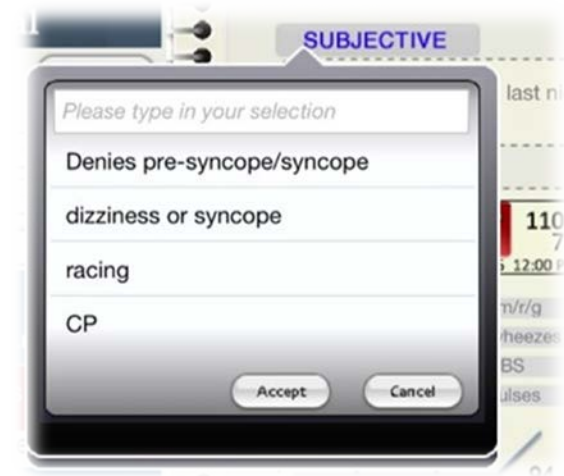 SUBJECTIVE
last ni
Please type in your selection
Denies pre-syncope/syncope
dizziness or syncope
racing
CP
Accept
Cancel
110
7
12:00 P
m/r/g
heezes
BS
ulses